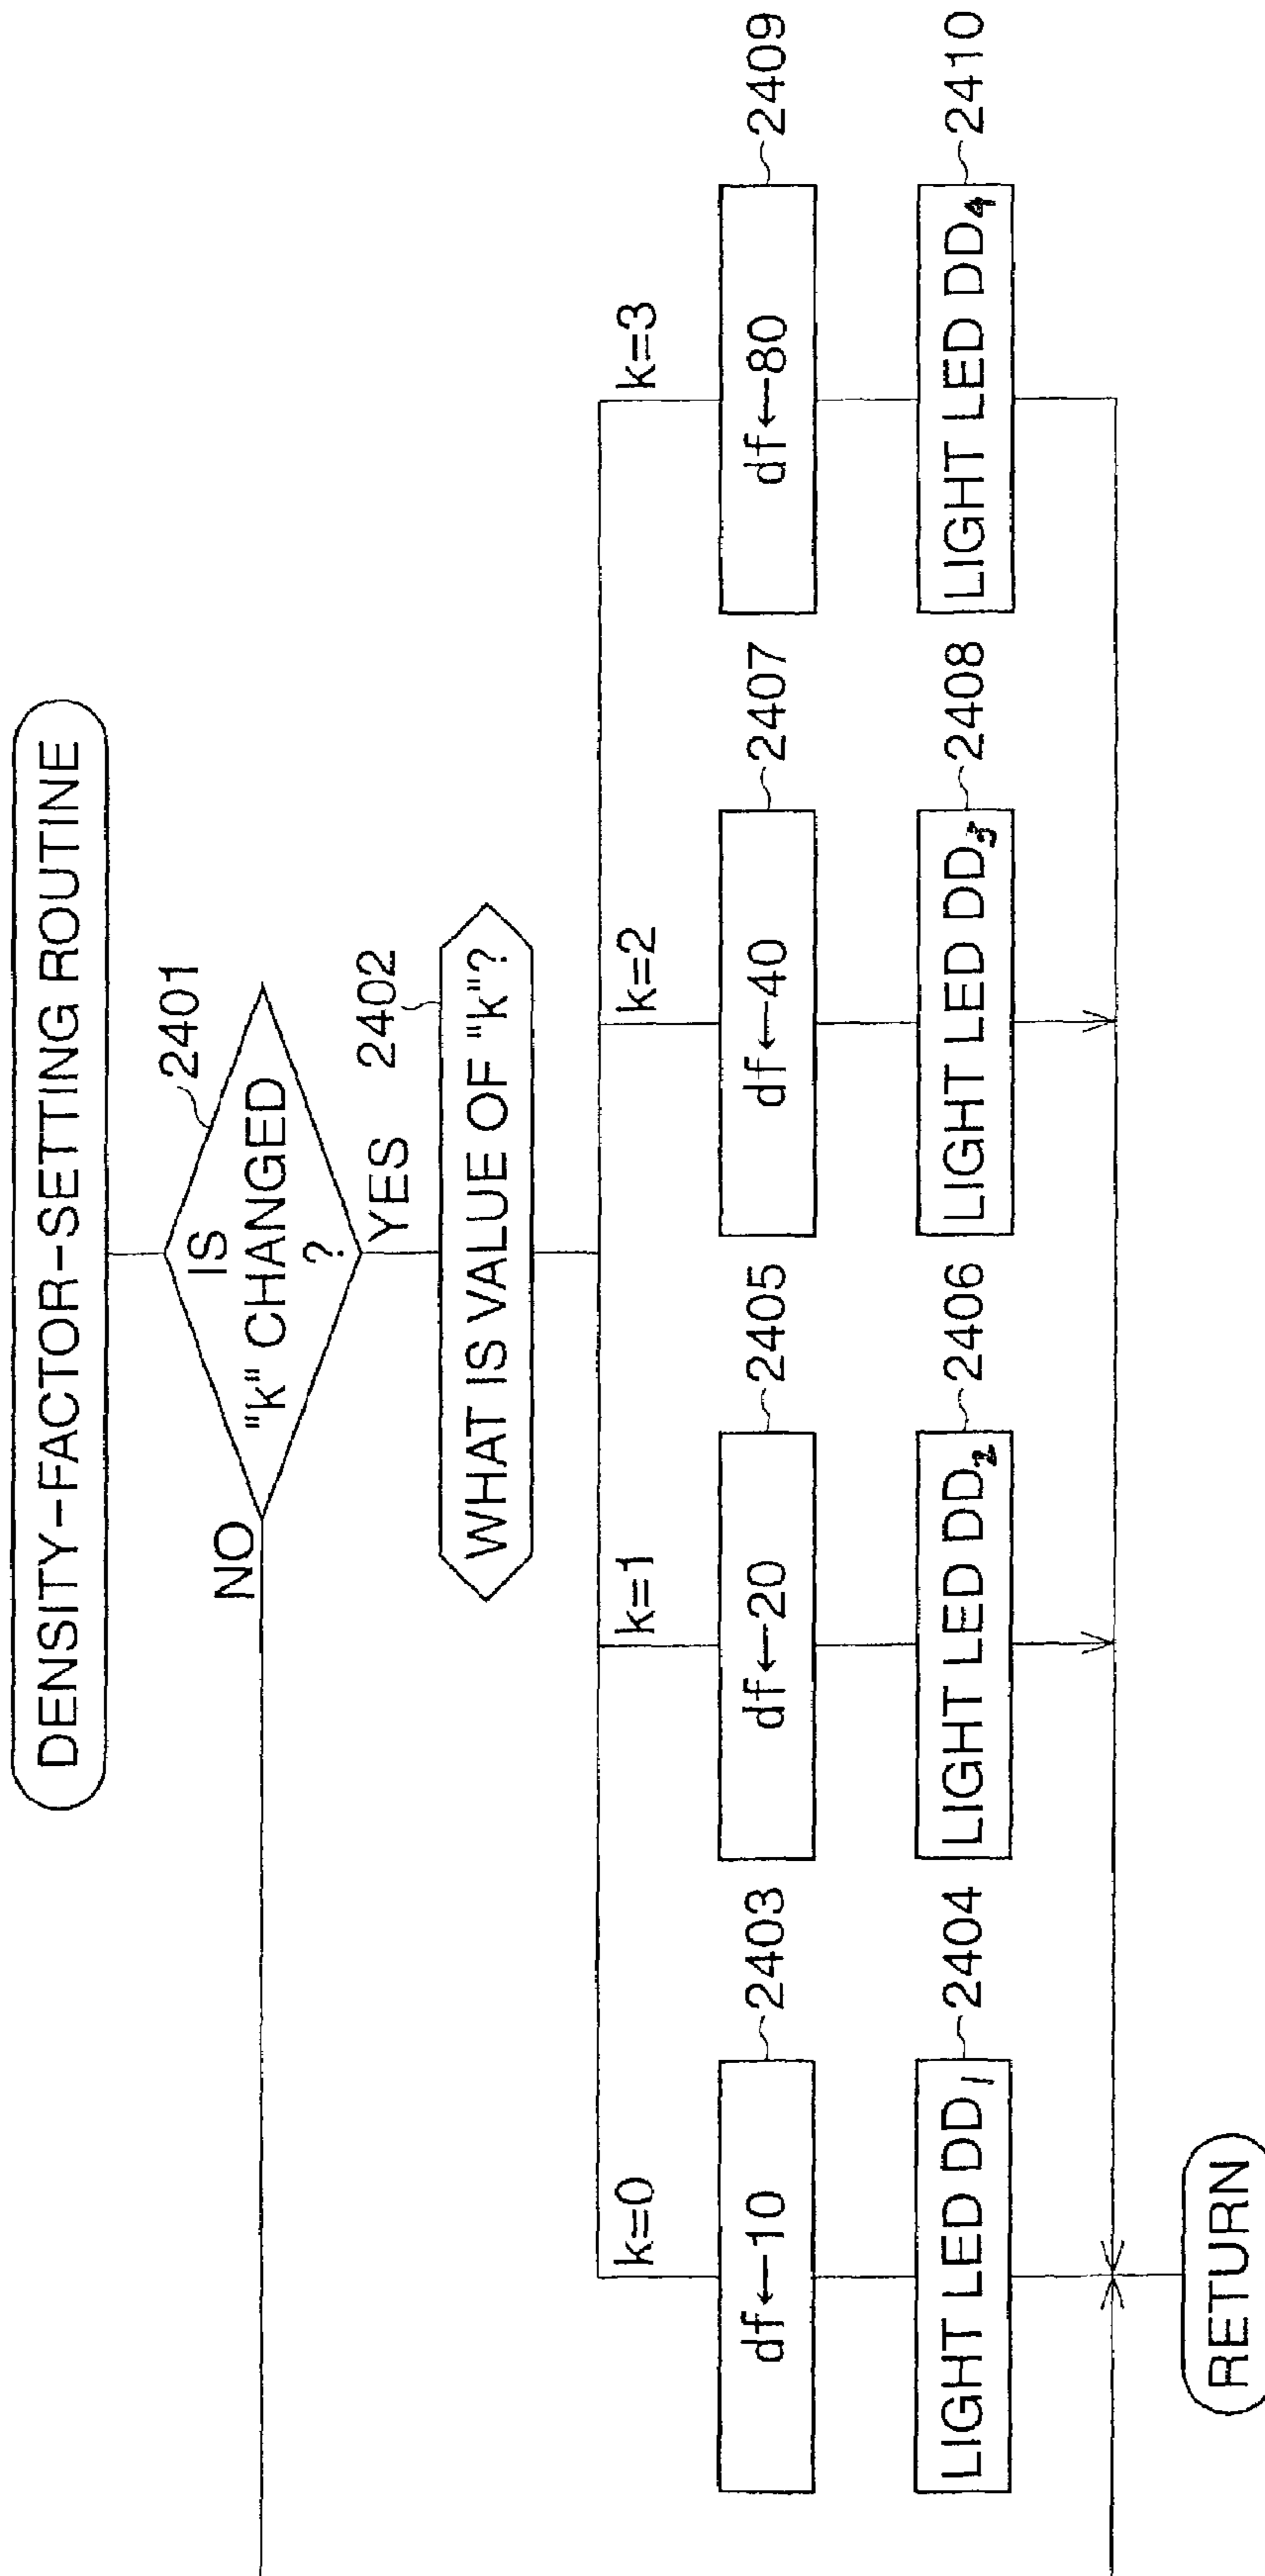 DENSITY-FACTOR-SETTING ROUTINE
2401
IS
"k" CHANGED
?
NO
YES
2402
WHAT IS VALUE OF "k"?
k=0
k=1
k=2
k=3
df←10
2403
df←20
2405
df←40
2407
df←80
2409
LIGHT LED DD1
2404
LIGHT LED DD2
2406
LIGHT LED DD3
2408
LIGHT LED DD4
2410
RETURN